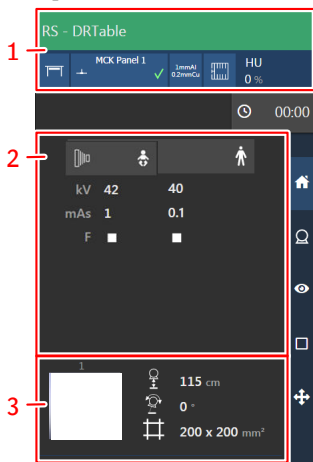 RS - DRTable
1
MCK Panel 1
1mmAl
0.2mmCu
HU
0 %
00:00
2
kV 42 40
mAs 1 0.1
F
1
3
115 cm
0 °
200 x 200 mm²